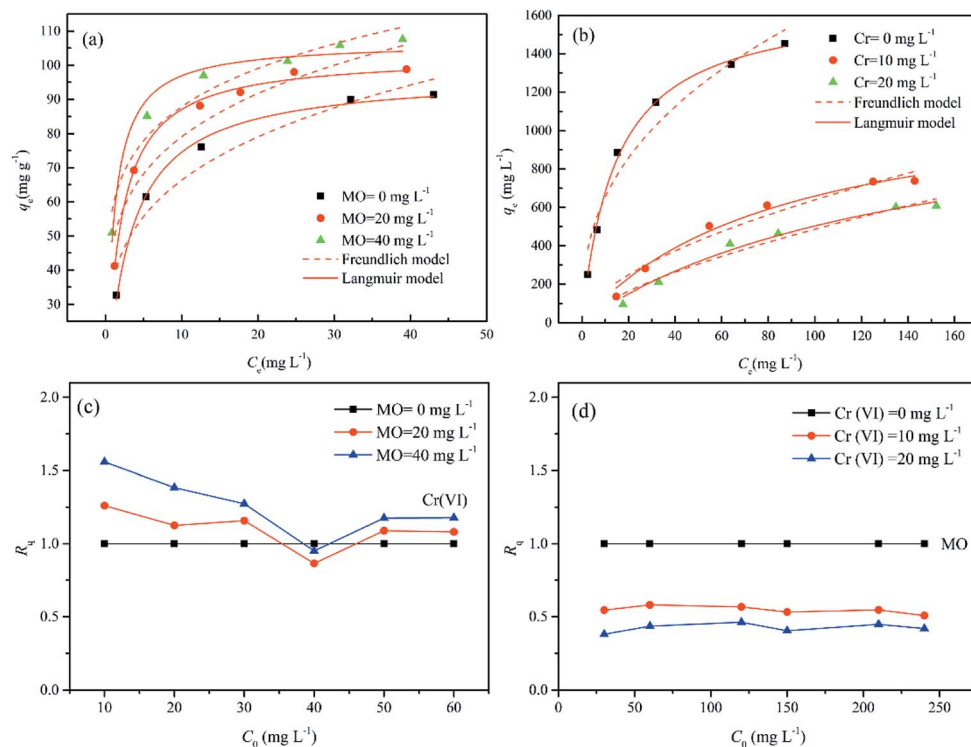 (a)
110
100
90
80
70
60
50
40
30
qₑ(mg g⁻¹)
MO= 0 mg L⁻¹
MO=20 mg L⁻¹
MO=40 mg L⁻¹
Freundlich model
Langmuir model
0 10 20 30 40 50
Cₑ(mg L⁻¹)
(b)
1600
1400
1200
1000
800
600
400
200
0
qₑ(mg L⁻¹)
Cr= 0 mg L⁻¹
Cr=10 mg L⁻¹
Cr=20 mg L⁻¹
Freundlich model
Langmuir model
0 20 40 60 80 100 120 140 160
Cₑ(mg L⁻¹)
(c)
2.0
1.5
1.0
0.5
0.0
R_q
MO= 0 mg L⁻¹
MO=20 mg L⁻¹
MO=40 mg L⁻¹
Cr(VI)
10 20 30 40 50 60
C₀(mg L⁻¹)
(d)
2.0
1.5
1.0
0.5
0.0
R_q
Cr (VI) =0 mg L⁻¹
Cr (VI) =10 mg L⁻¹
Cr (VI) =20 mg L⁻¹
MO
0 50 100 150 200 250
C₀(mg L⁻¹)